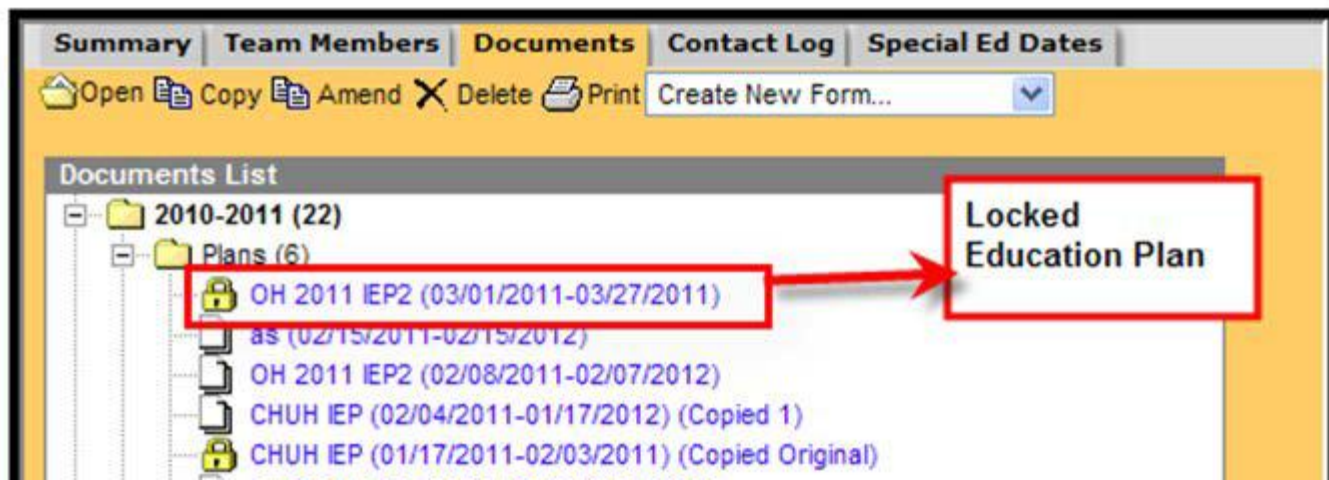 Summary Team Members Documents Contact Log Special Ed Dates
Open Copy Amend Delete Print Create New Form...
Documents List
2010-2011 (22)
Plans (6)
OH 2011 IEP2 (03/01/2011-03/27/2011)
as (02/15/2011-02/15/2012)
OH 2011 IEP2 (02/08/2011-02/07/2012)
CHUH IEP (02/04/2011-01/17/2012) (Copied 1)
CHUH IEP (01/17/2011-02/03/2011) (Copied Original)
Locked
Education Plan